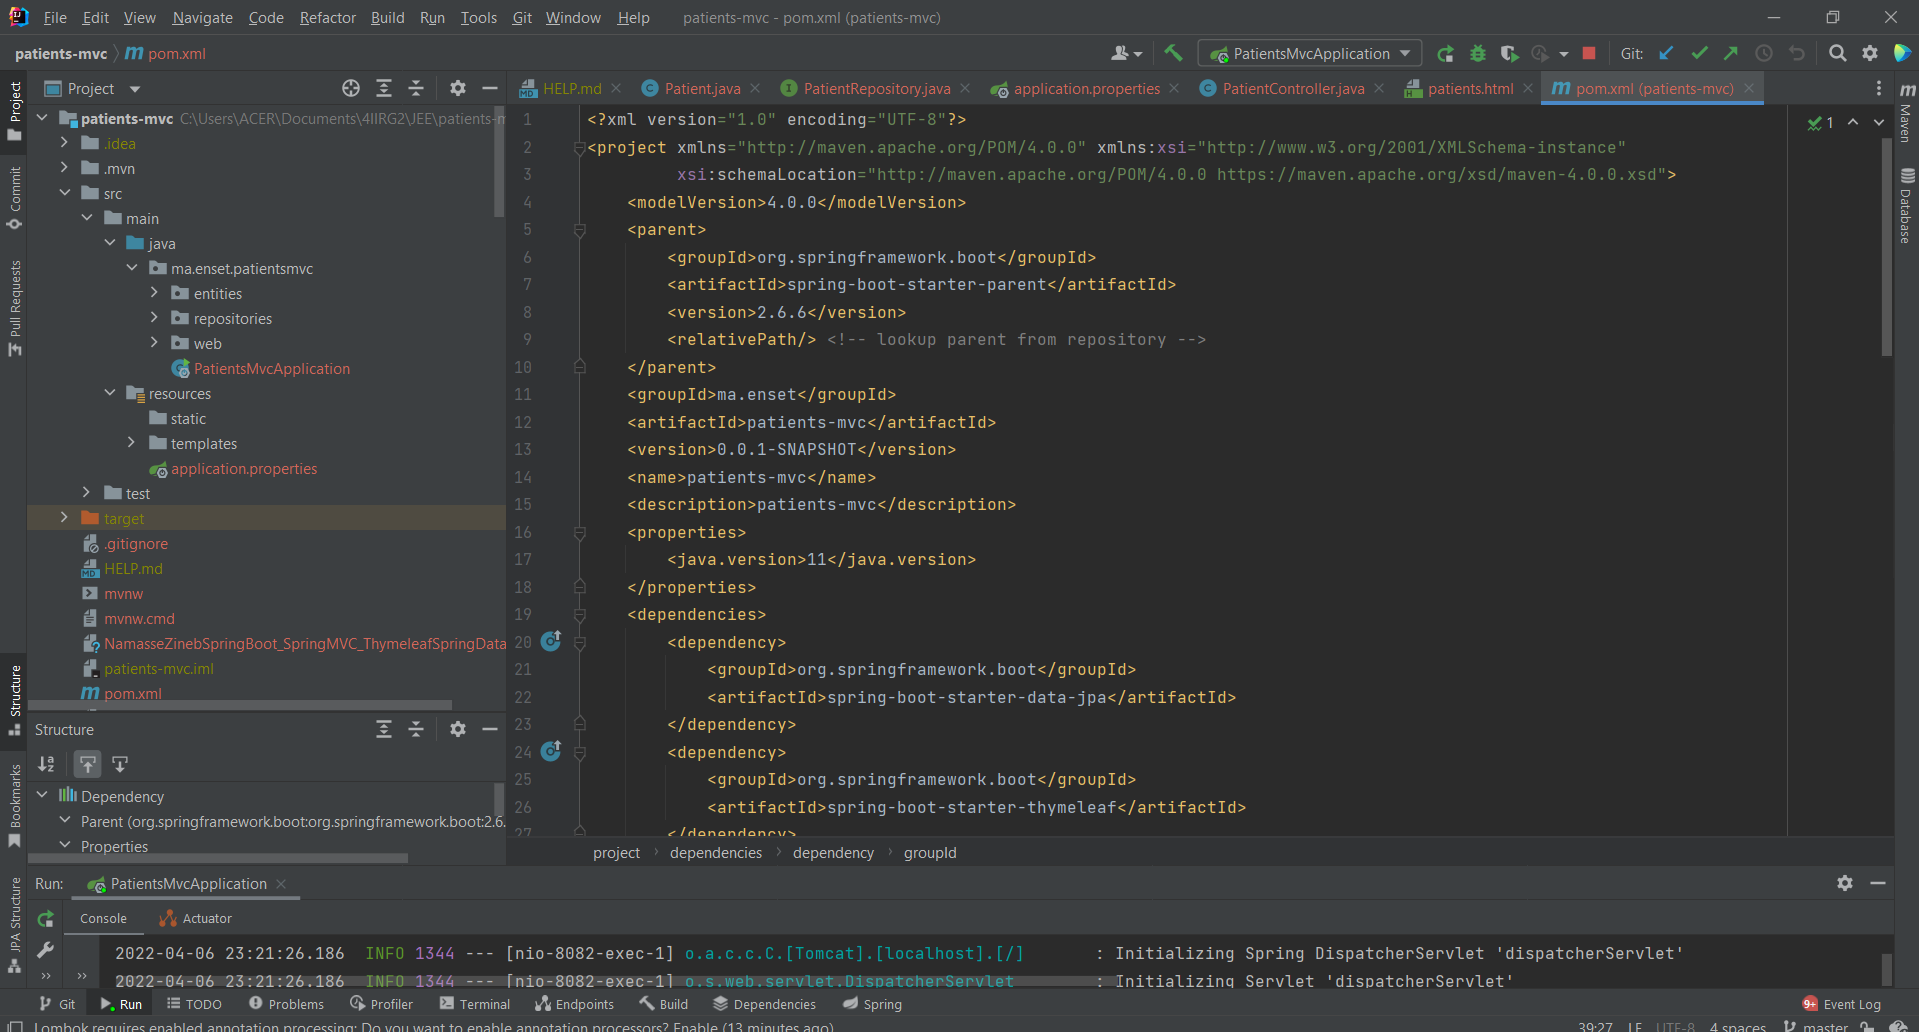 File Edit View Navigate Code Refactor Build Run Tools Git Window Help patients-mvc - pom.xml (patients-mvc)
patients-mvc pom.xml PatientsMvcApplication Git:
Project
HELP.md Patient.java PatientRepository.java application.properties PatientController.java patients.html pom.xml (patients-mvc)
patients-mvc C:\Users\ACER\Documents\4IIRG2\JEE\patients-m
.idea
.mvn
src
main
java
ma.enset.patientsmvc
entities
repositories
web
PatientsMvcApplication
resources
static
templates
application.properties
test
target
.gitignore
HELP.md
mvnw
mvnw.cmd
NamasseZinebSpringBoot_SpringMVC_ThymeleafSpringData
patients-mvc.iml
pom.xml
Structure
Dependency
Parent (org.springframework.boot:org.springframework.boot:2.6.
Properties
Project
Commit
Pull Requests
Structure
Bookmarks
JPA Structure
1 <?xml version="1.0" encoding="UTF-8"?>
2 <project xmlns="http://maven.apache.org/POM/4.0.0" xmlns:xsi="http://www.w3.org/2001/XMLSchema-instance"
3 xsi:schemaLocation="http://maven.apache.org/POM/4.0.0 https://maven.apache.org/xsd/maven-4.0.0.xsd">
4 <modelVersion>4.0.0</modelVersion>
5 <parent>
6 <groupId>org.springframework.boot</groupId>
7 <artifactId>spring-boot-starter-parent</artifactId>
8 <version>2.6.6</version>
9 <relativePath/> <!-- lookup parent from repository -->
10 </parent>
11 <groupId>ma.enset</groupId>
12 <artifactId>patients-mvc</artifactId>
13 <version>0.0.1-SNAPSHOT</version>
14 <name>patients-mvc</name>
15 <description>patients-mvc</description>
16 <properties>
17 <java.version>11</java.version>
18 </properties>
19 <dependencies>
20 <dependency>
21 <groupId>org.springframework.boot</groupId>
22 <artifactId>spring-boot-starter-data-jpa</artifactId>
23 </dependency>
24 <dependency>
25 <groupId>org.springframework.boot</groupId>
26 <artifactId>spring-boot-starter-thymeleaf</artifactId>
27 </dependency>
1
Maven
Database
project dependencies dependency groupId
Run: PatientsMvcApplication
Console Actuator
2022-04-06 23:21:26.186 INFO 1344 --- [nio-8082-exec-1] o.a.c.c.C.[Tomcat].[localhost].[/] : Initializing Spring DispatcherServlet 'dispatcherServlet'
2022-04-06 23:21:26.186 INFO 1344 --- [nio-8082-exec-1] o.s.web.servlet.DispatcherServlet : Initializing Servlet 'dispatcherServlet'
Git Run TODO Problems Profiler Terminal Endpoints Build Dependencies Spring 9+ Event Log
Lombok requires enabled annotation processing: Do you want to enable annotation processors? Enable (13 minutes ago) 39:27 LF UTF-8 4 spaces master